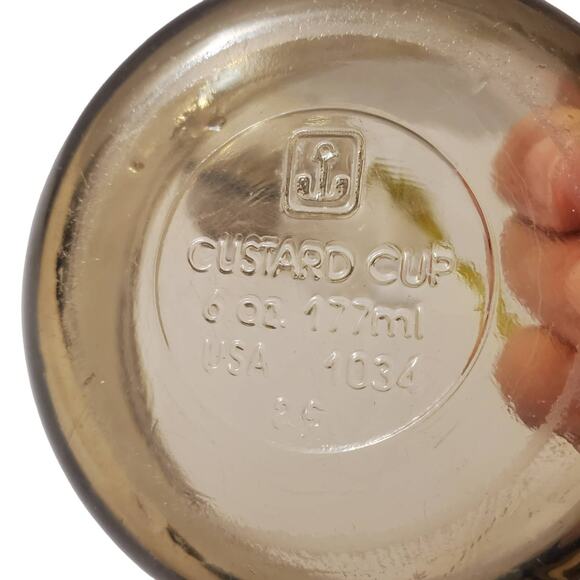 CUSTARD CUP
6 oz. 177ml
USA 1034